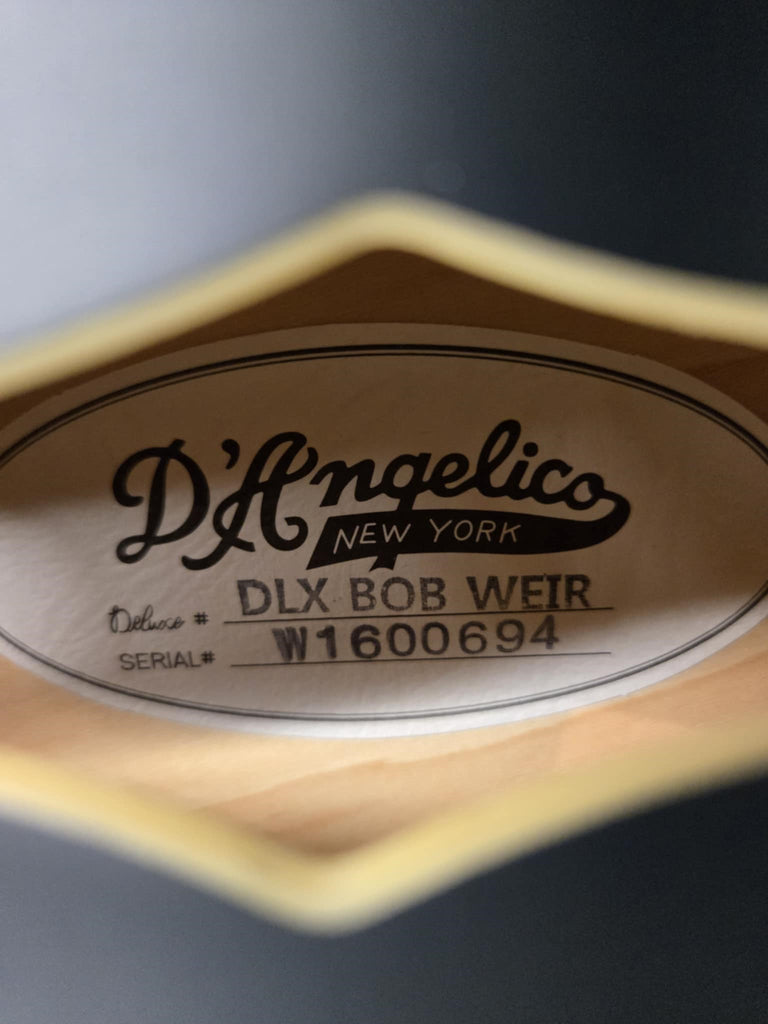 D'Angelico
NEW YORK
Deluxe # DLX BOB WEIR
SERIAL# W1600694